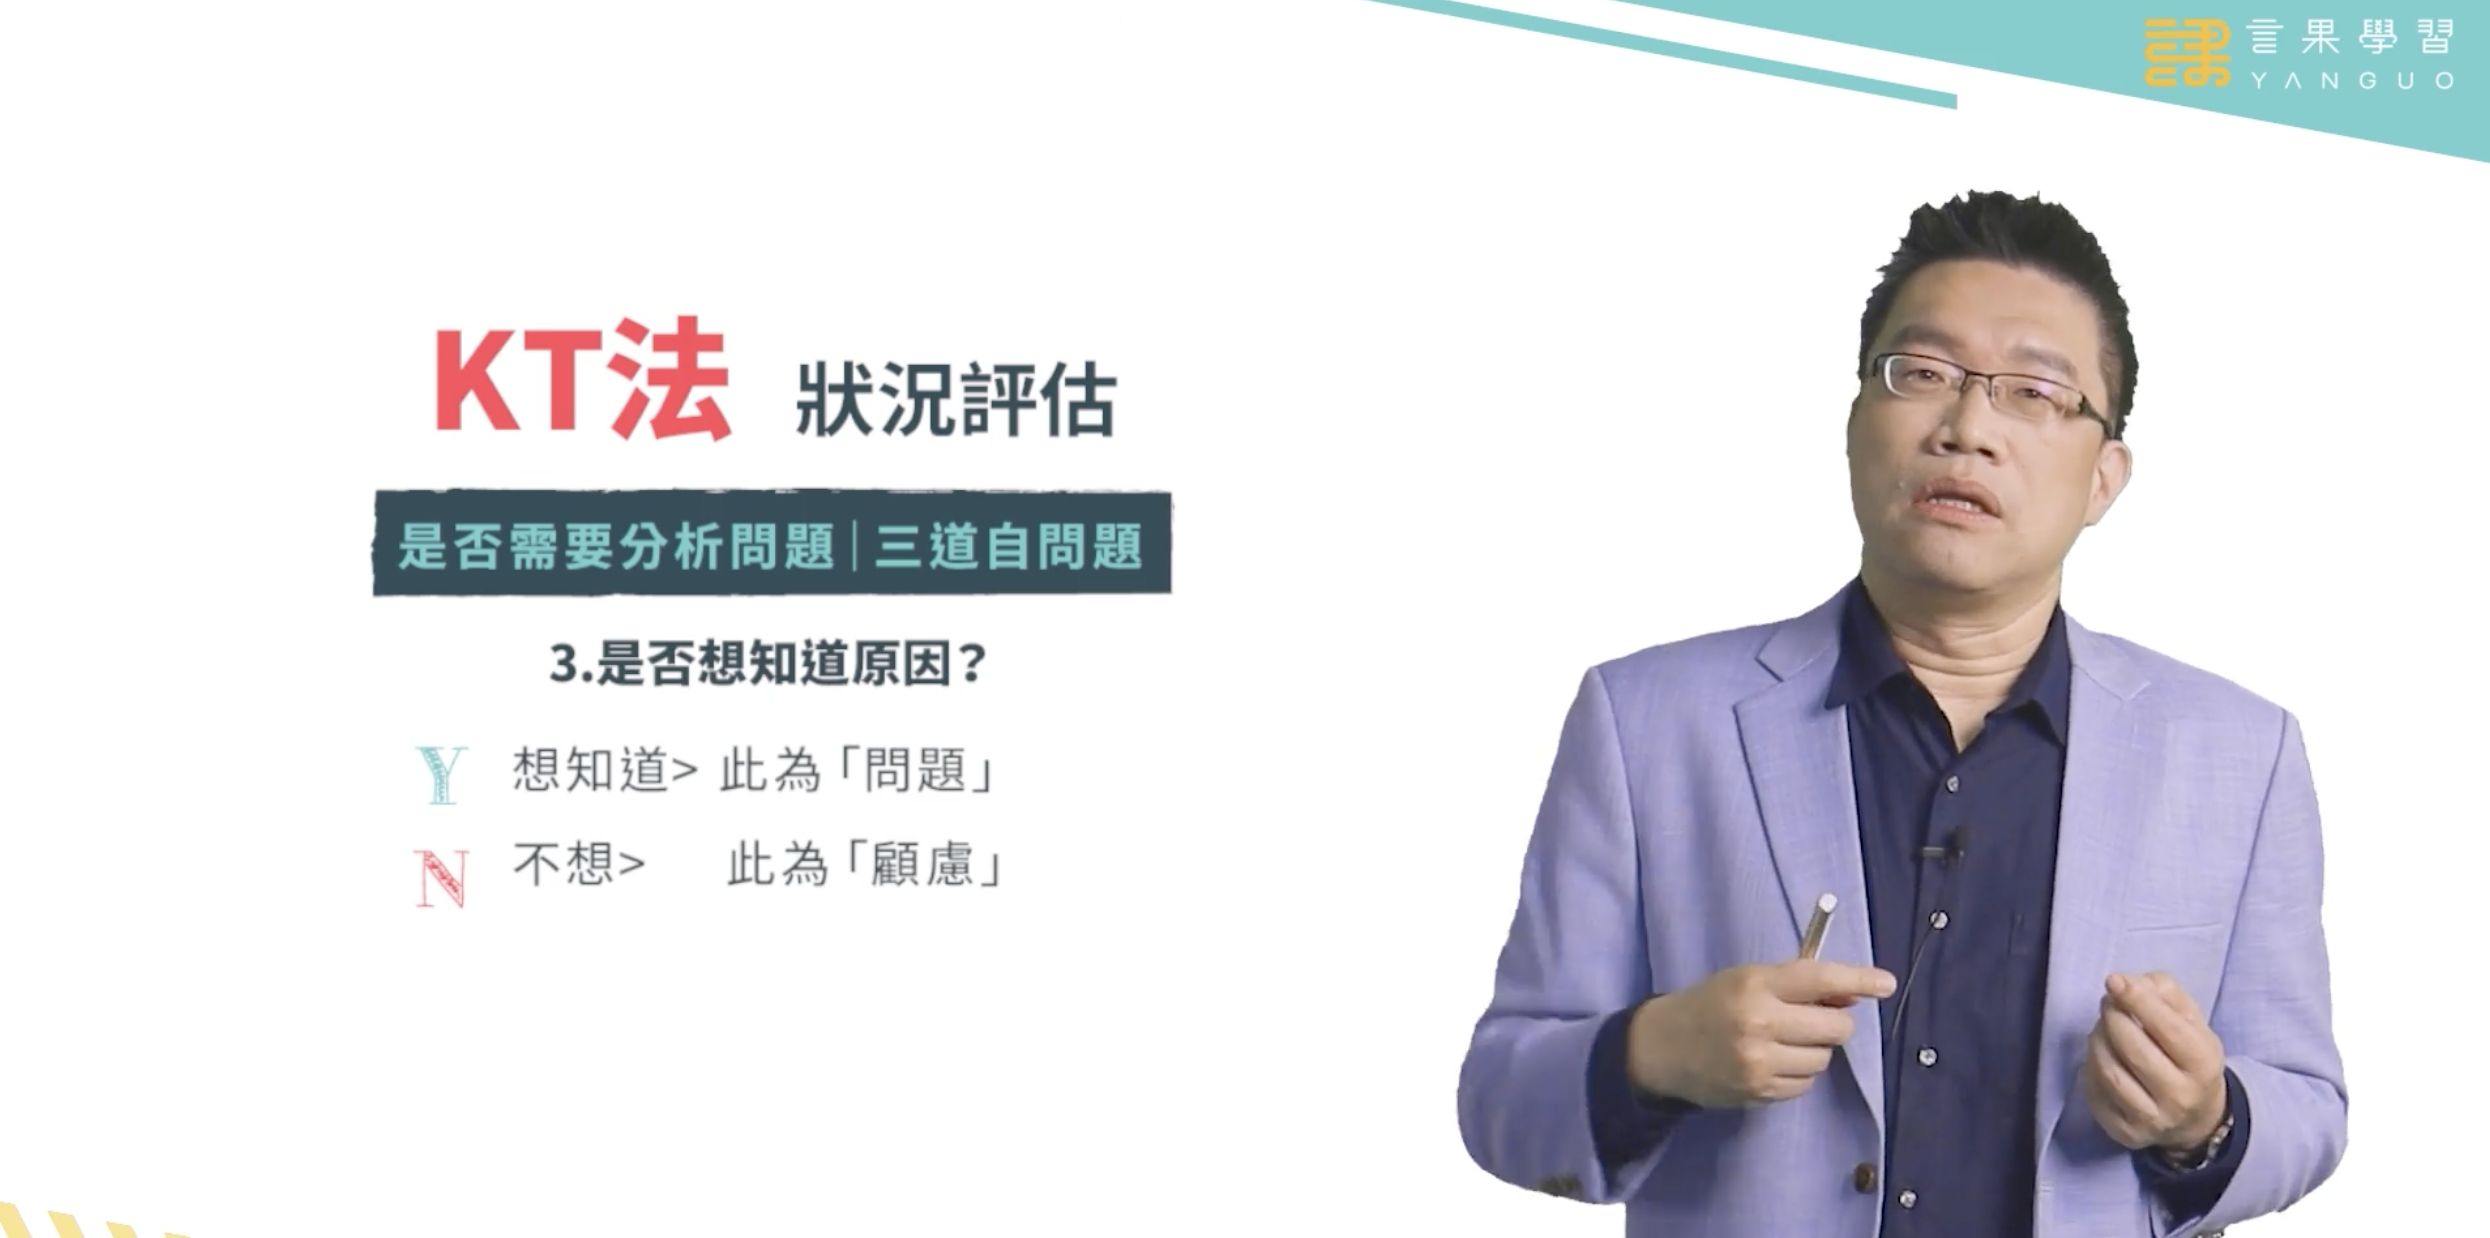 言果學習
YANGUO
KT法 狀況評估
是否需要分析問題|三道自問題
3.是否想知道原因？
Y 想知道> 此為「問題」
N 不想> 此為「顧慮」